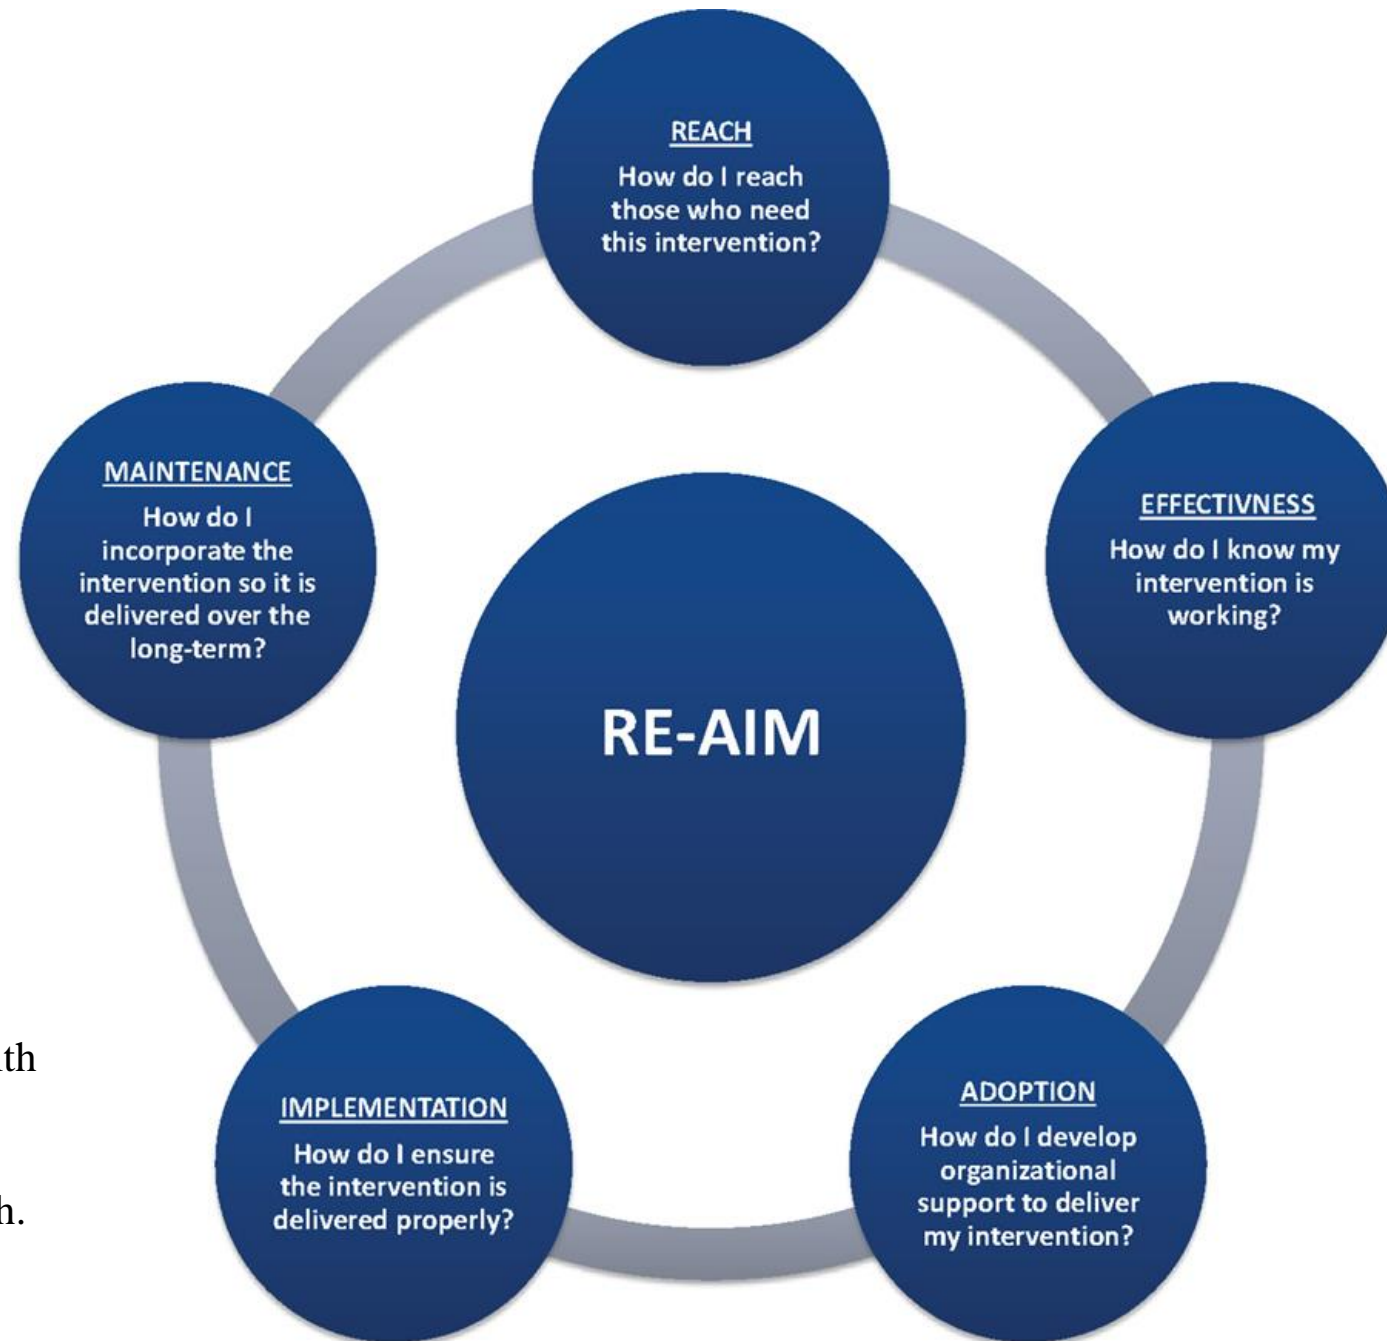 REACH
How do I reach
those who need
this intervention?
EFFECTIVNESS
How do I know my
intervention is
working?
ADOPTION
How do I develop
organizational
support to deliver
my intervention?
IMPLEMENTATION
How do I ensure
the intervention is
delivered properly?
MAINTENANCE
How do I
incorporate the
intervention so it is
delivered over the
long-term?
RE-AIM